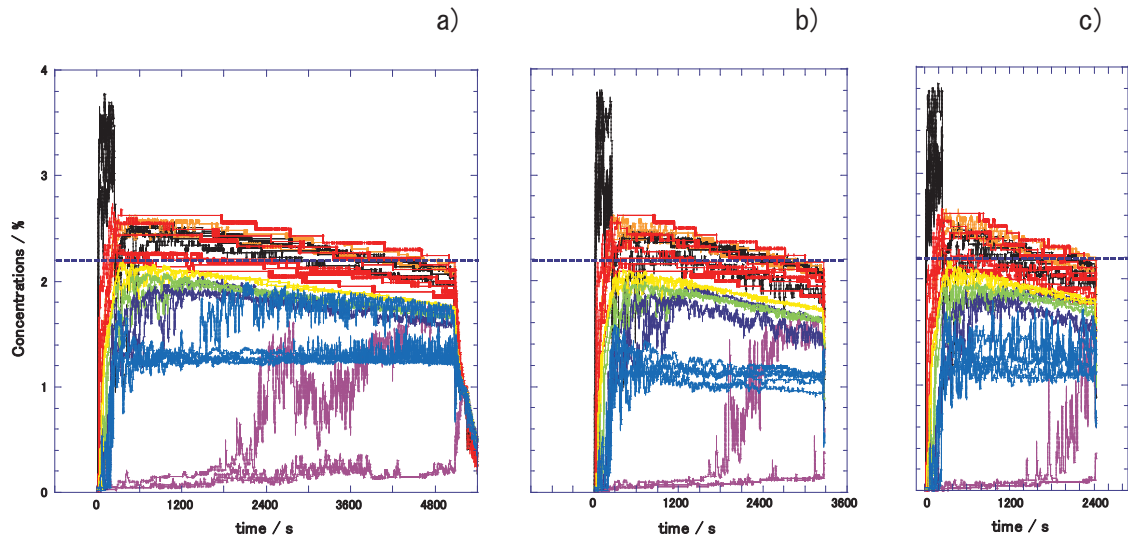 a) b) c)
4
3
2
1
0
Concentrations / %
0 1200 2400 3600 4800
time / s
0 1200 2400 3600
time / s
0 1200 2400
time / s